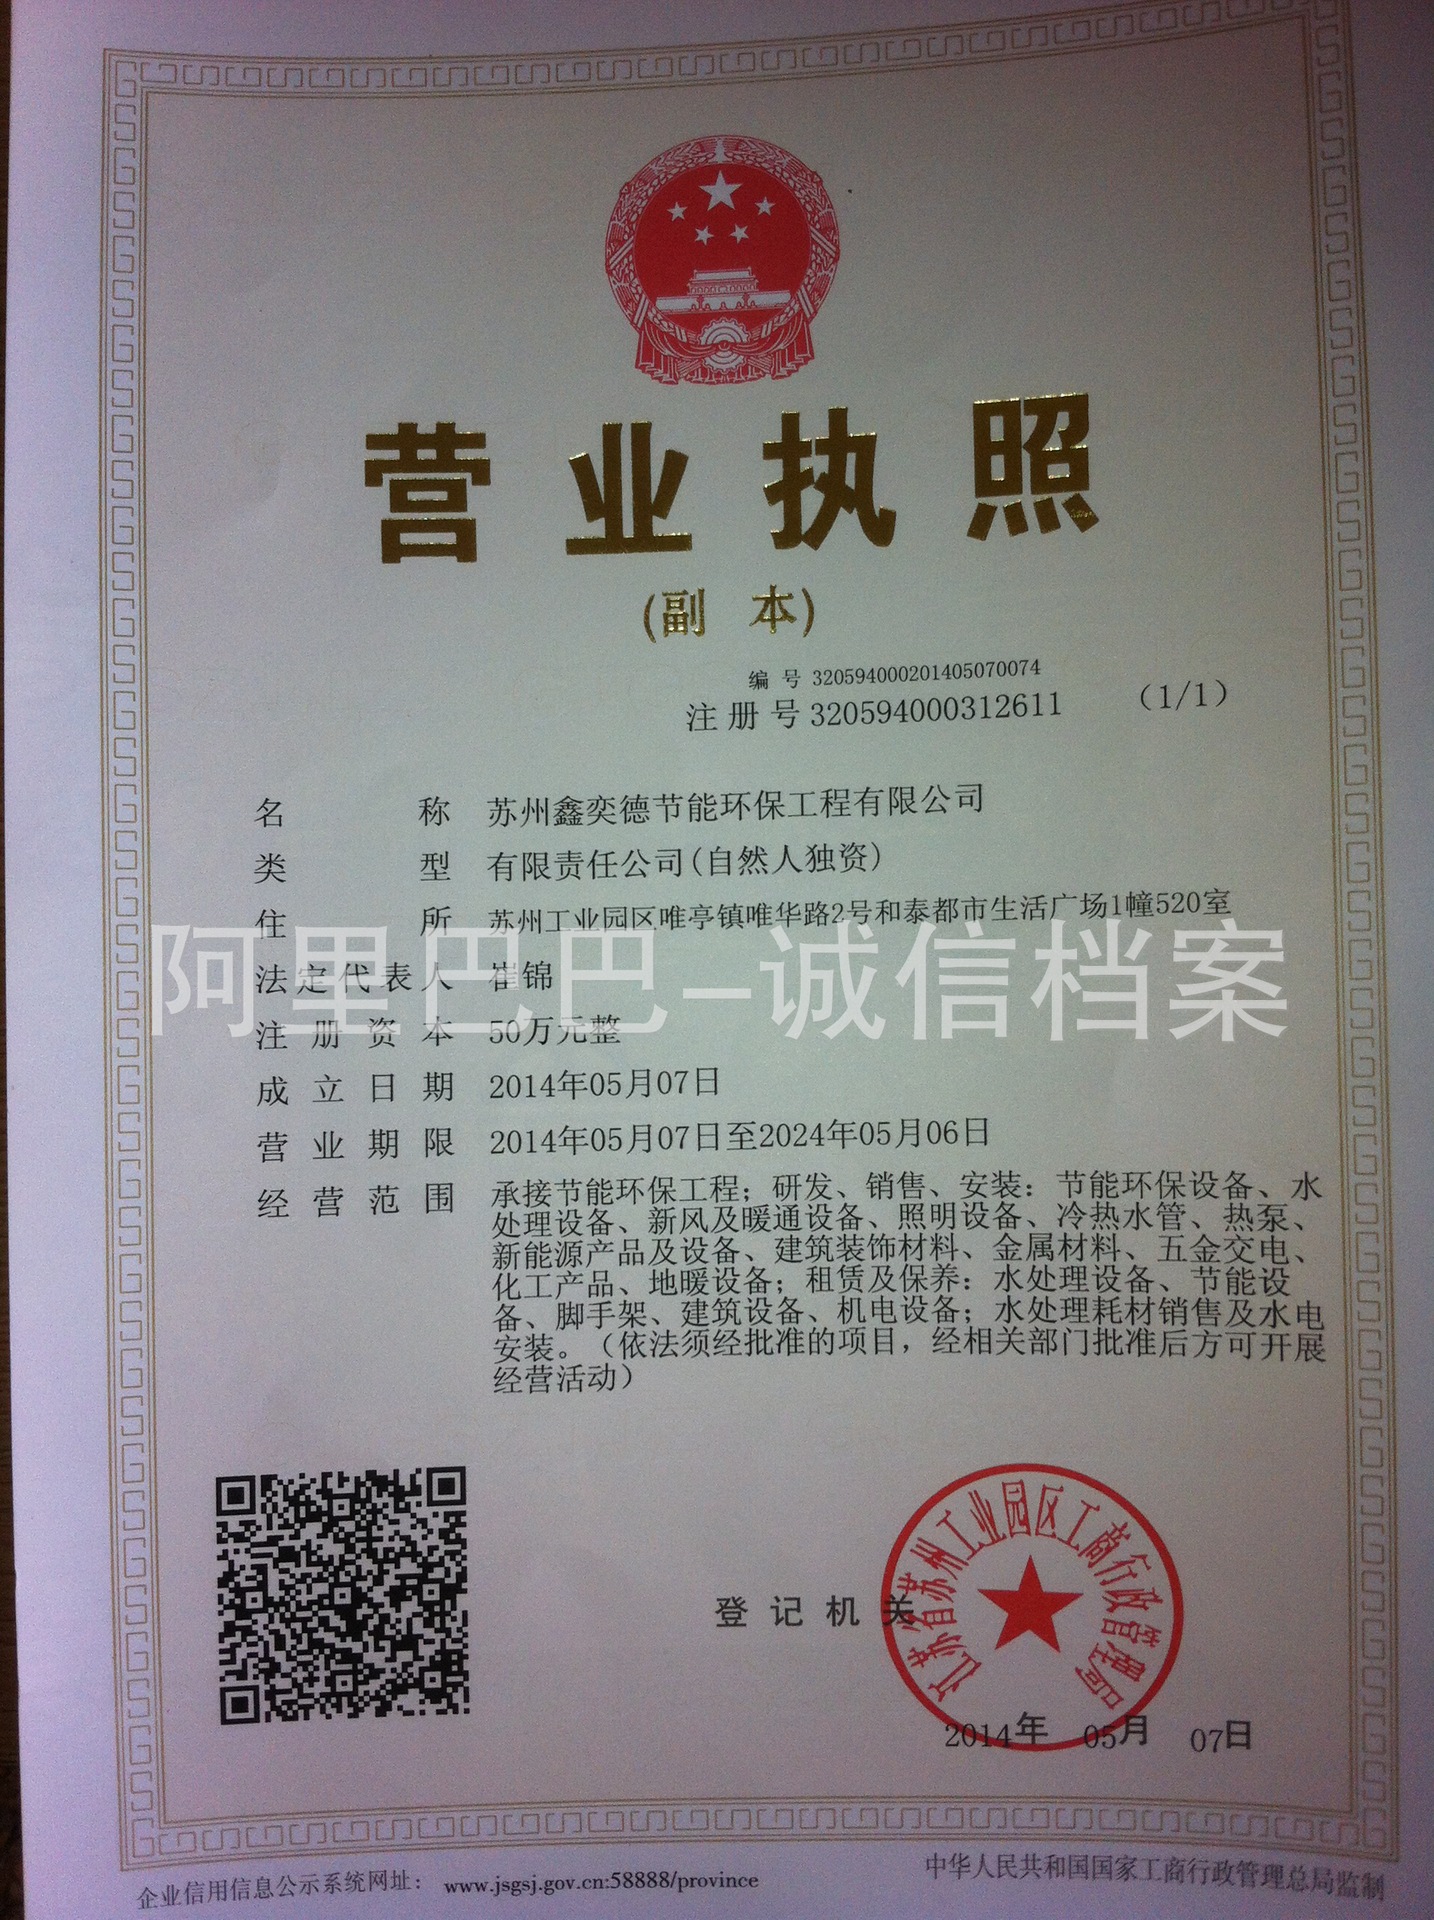 营业执照
(副 本)
编 号 320594000201405070074
注 册 号 320594000312611 (1/1)
名 称 苏州鑫奕德节能环保工程有限公司
类 型 有限责任公司(自然人独资)
住 所 苏州工业园区唯亭镇唯华路2号和泰都市生活广场1幢520室
阿里巴巴-诚信档案
法定代表人 崔锦
注 册 资 本 50万元整
成 立 日 期 2014年05月07日
营 业 期 限 2014年05月07日至2024年05月06日
经 营 范 围 承接节能环保工程；研发、销售、安装：节能环保设备、水
处理设备、新风及暖通设备、照明设备、冷热水管、热泵、
新能源产品及设备、建筑装饰材料、金属材料、五金交电、
化工产品、地暖设备；租赁及保养：水处理设备、节能设
备、脚手架、建筑设备、机电设备；水处理耗材销售及水电
安装。（依法须经批准的项目，经相关部门批准后方可开展
经营活动）
江苏省苏州工业园区工商行政管理局
登 记 机 关
2014年 05月 07日
企业信用信息公示系统网址： www.jsgsj.gov.cn:58888/province
中华人民共和国国家工商行政管理总局监制